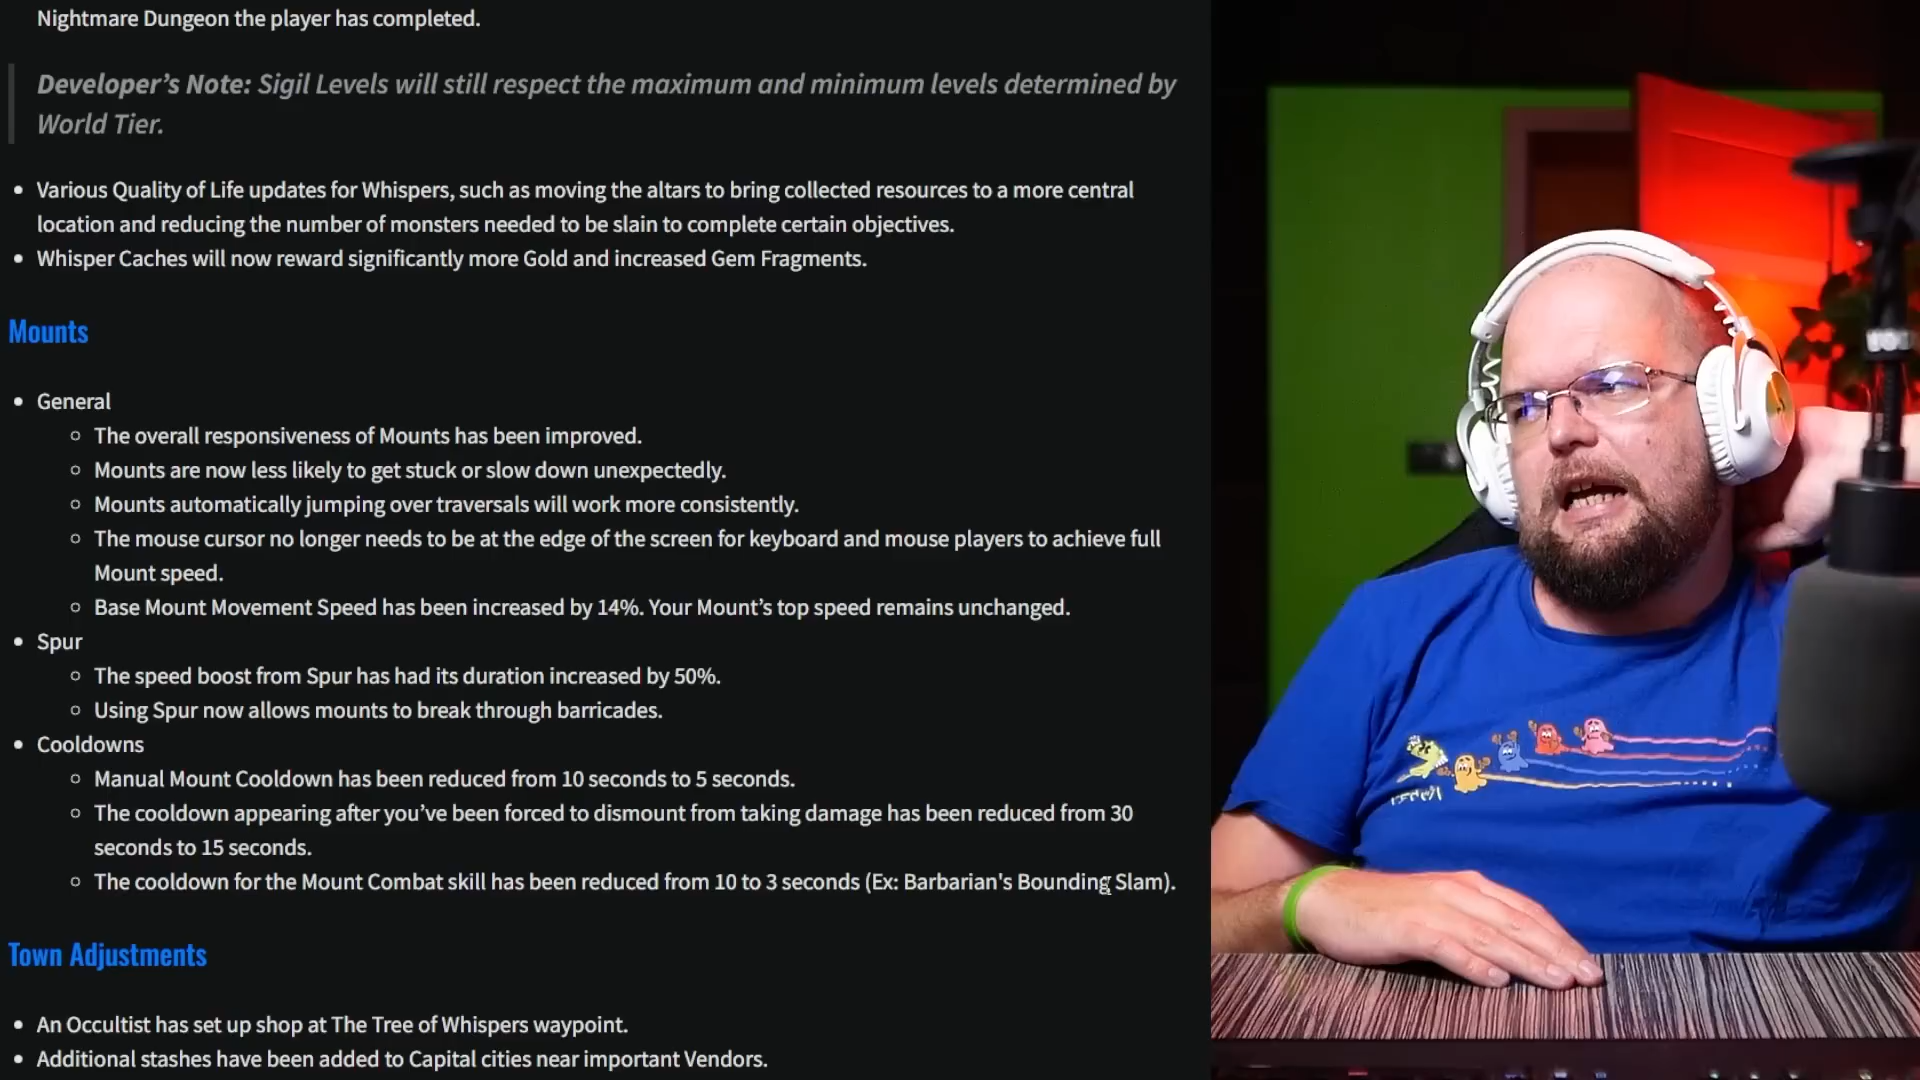 Nightmare Dungeon the player has completed.
Developer’s Note: Sigil Levels will still respect the maximum and minimum levels determined by
World Tier.
• Various Quality of Life updates for Whispers, such as moving the altars to bring collected resources to a more central
location and reducing the number of monsters needed to be slain to complete certain objectives.
• Whisper Caches will now reward significantly more Gold and increased Gem Fragments.
Mounts
• General
○ The overall responsiveness of Mounts has been improved.
○ Mounts are now less likely to get stuck or slow down unexpectedly.
○ Mounts automatically jumping over traversals will work more consistently.
○ The mouse cursor no longer needs to be at the edge of the screen for keyboard and mouse players to achieve full
Mount speed.
○ Base Mount Movement Speed has been increased by 14%. Your Mount’s top speed remains unchanged.
• Spur
○ The speed boost from Spur has had its duration increased by 50%.
○ Using Spur now allows mounts to break through barricades.
• Cooldowns
○ Manual Mount Cooldown has been reduced from 10 seconds to 5 seconds.
○ The cooldown appearing after you’ve been forced to dismount from taking damage has been reduced from 30
seconds to 15 seconds.
○ The cooldown for the Mount Combat skill has been reduced from 10 to 3 seconds (Ex: Barbarian's Bounding Slam).
Town Adjustments
• An Occultist has set up shop at The Tree of Whispers waypoint.
• Additional stashes have been added to Capital cities near important Vendors.